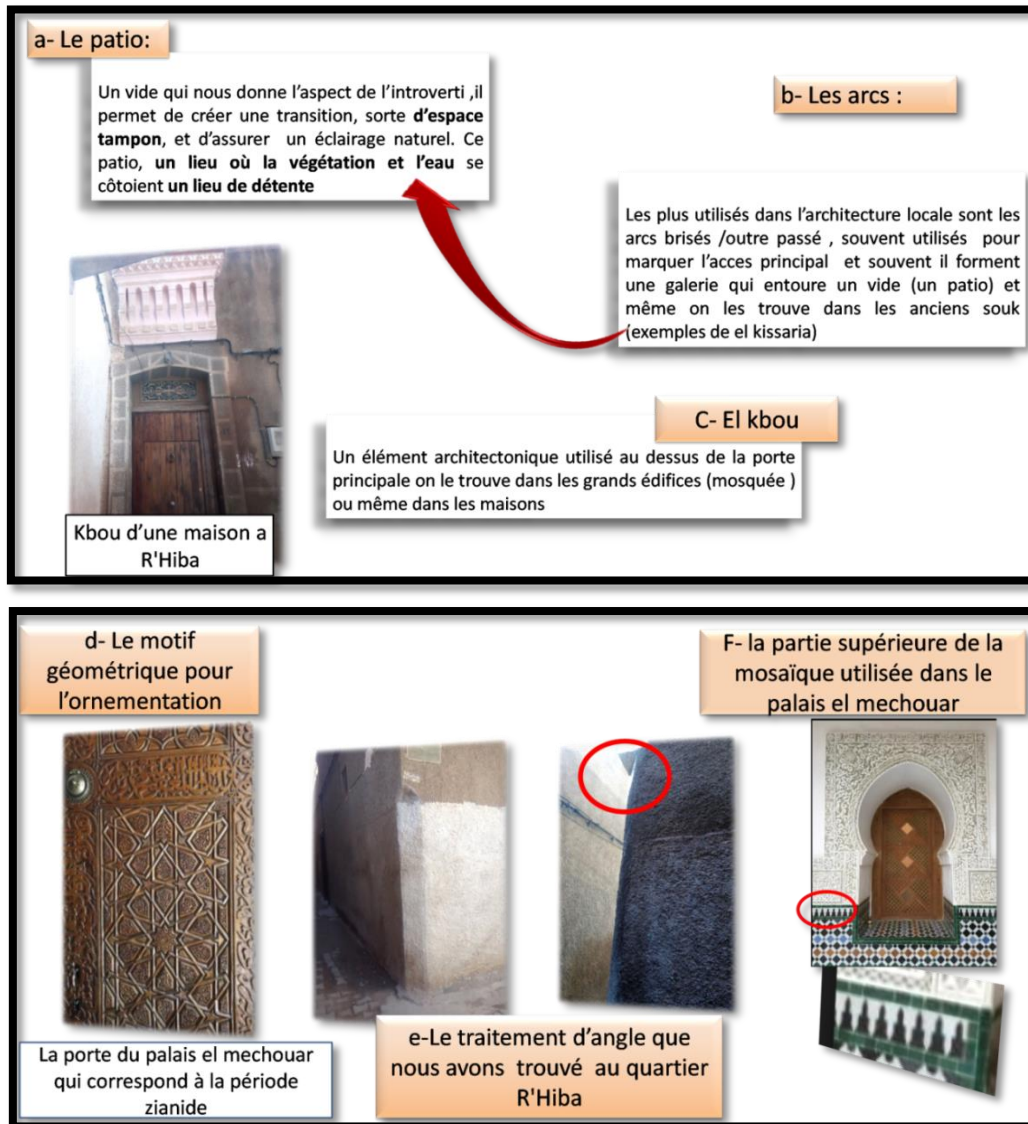 a- Le patio:
Un vide qui nous donne l'aspect de l'introverti ,il
permet de créer une transition, sorte d'espace
tampon, et d'assurer un éclairage naturel. Ce
patio, un lieu où la végétation et l'eau se
côtoient un lieu de détente
b- Les arcs :
Les plus utilisés dans l'architecture locale sont les
arcs brisés /outre passé , souvent utilisés pour
marquer l'acces principal et souvent il forment
une galerie qui entoure un vide (un patio) et
même on les trouve dans les anciens souk
(exemples de el kissaria)
C- El kbou
Un élément architectonique utilisé au dessus de la porte
principale on le trouve dans les grands édifices (mosquée )
ou même dans les maisons
Kbou d'une maison a
R'Hiba
d- Le motif
géométrique pour
l'ornementation
F- la partie supérieure de la
mosaïque utilisée dans le
palais el mechouar
La porte du palais el mechouar
qui correspond à la période
zianide
e-Le traitement d'angle que
nous avons trouvé au quartier
R'Hiba